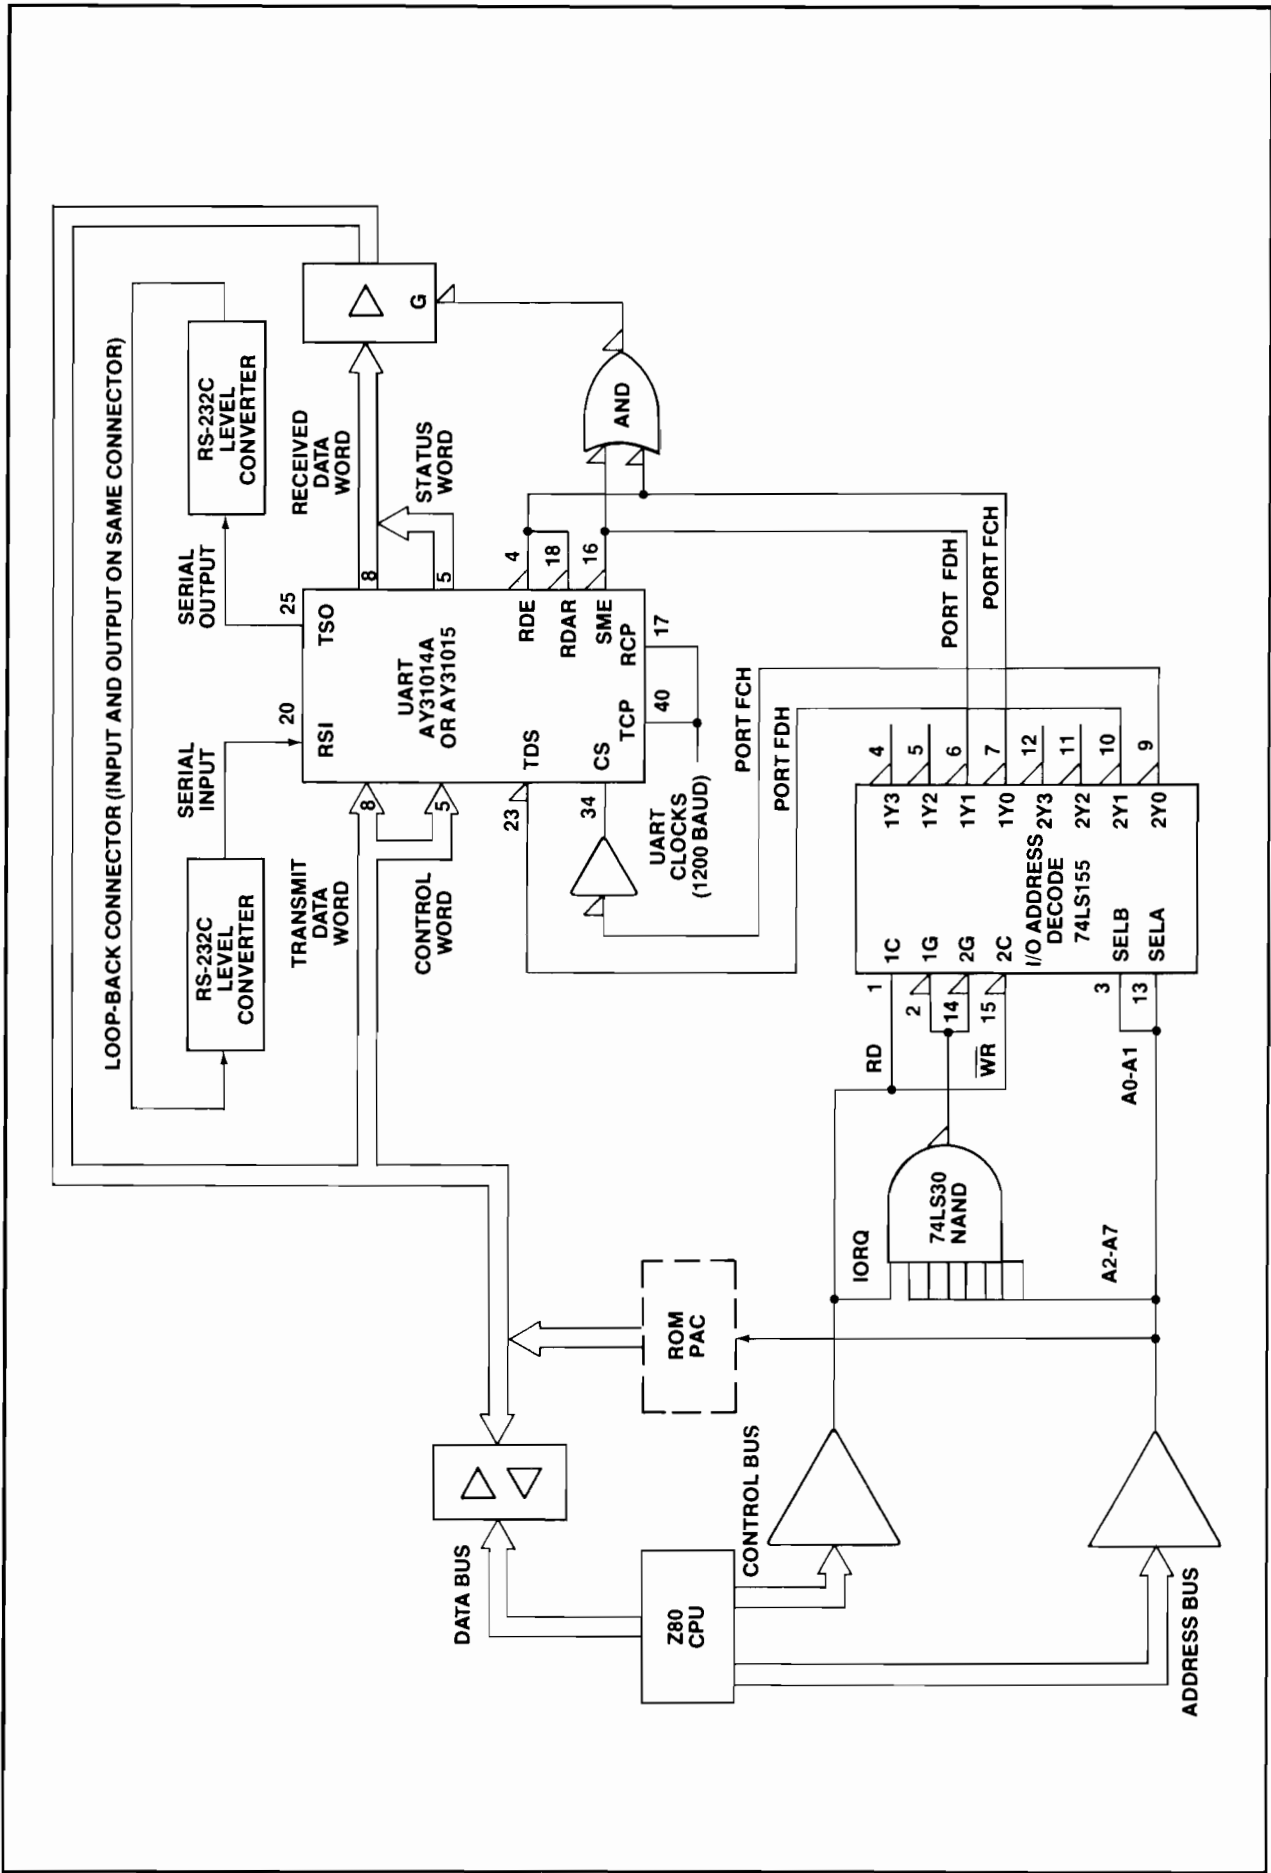 LOOP-BACK CONNECTOR (INPUT AND OUTPUT ON SAME CONNECTOR)
RS-232C
LEVEL
CONVERTER
SERIAL
INPUT
SERIAL
OUTPUT
RS-232C
LEVEL
CONVERTER
TRANSMIT
DATA
WORD
CONTROL
WORD
8
5
20
RSI
25
TSO
UART
AY31014A
OR AY31015
8
5
RECEIVED
DATA
WORD
STATUS
WORD
G
23
TDS
34
CS
TCP
40
RCP
17
RDE
4
RDAR
18
SME
16
AND
UART
CLOCKS
(1200 BAUD)
PORT FCH
PORT FDH
PORT FDH
PORT FCH
DATA BUS
Z80
CPU
CONTROL BUS
ADDRESS BUS
ROM
PAC
IORQ
74LS30
NAND
A2-A7
RD
W̅R̅
A0-A1
1
1C
2
1G
14
2G
15
2C
3
SELB
13
SELA
I/O ADDRESS
DECODE
74LS155
1Y3
4
1Y2
5
1Y1
6
1Y0
7
2Y3
12
2Y2
11
2Y1
10
2Y0
9